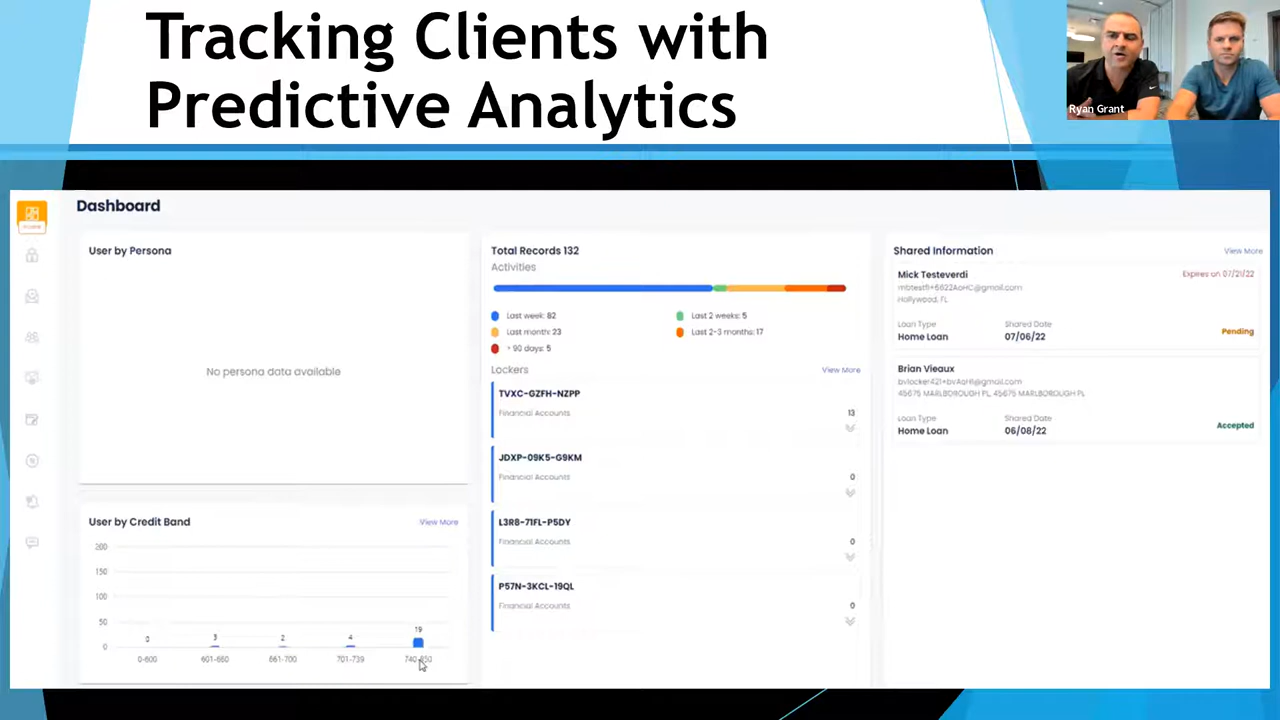 Tracking Clients with
Predictive Analytics
Ryan Grant
Dashboard
User by Persona
No persona data available
User by Credit Band
View More
200
150
100
50
0
0
3
2
4
19
0-600
601-660
661-700
701-739
740-850
Total Records 132
Activities
Last week: 82
Last 2 weeks: 5
Last month: 23
Last 2-3 months: 17
+ 90 days: 5
Lockers
View More
TVXC-GZFH-NZPP
Financial Accounts
13
JDXP-09K5-G9KM
Financial Accounts
0
L3R8-71FL-P5DY
Financial Accounts
0
P57N-3KCL-19QL
Financial Accounts
0
Shared Information
View More
Mick Testeverdi
Expires on 07/21/22
Hollywood, FL
Loan Type
Shared Date
Home Loan
07/06/22
Pending
Brian Vieaux
45675 MARLBOROUGH PL, 45675 MARLBOROUGH PL
Loan Type
Shared Date
Home Loan
06/08/22
Accepted